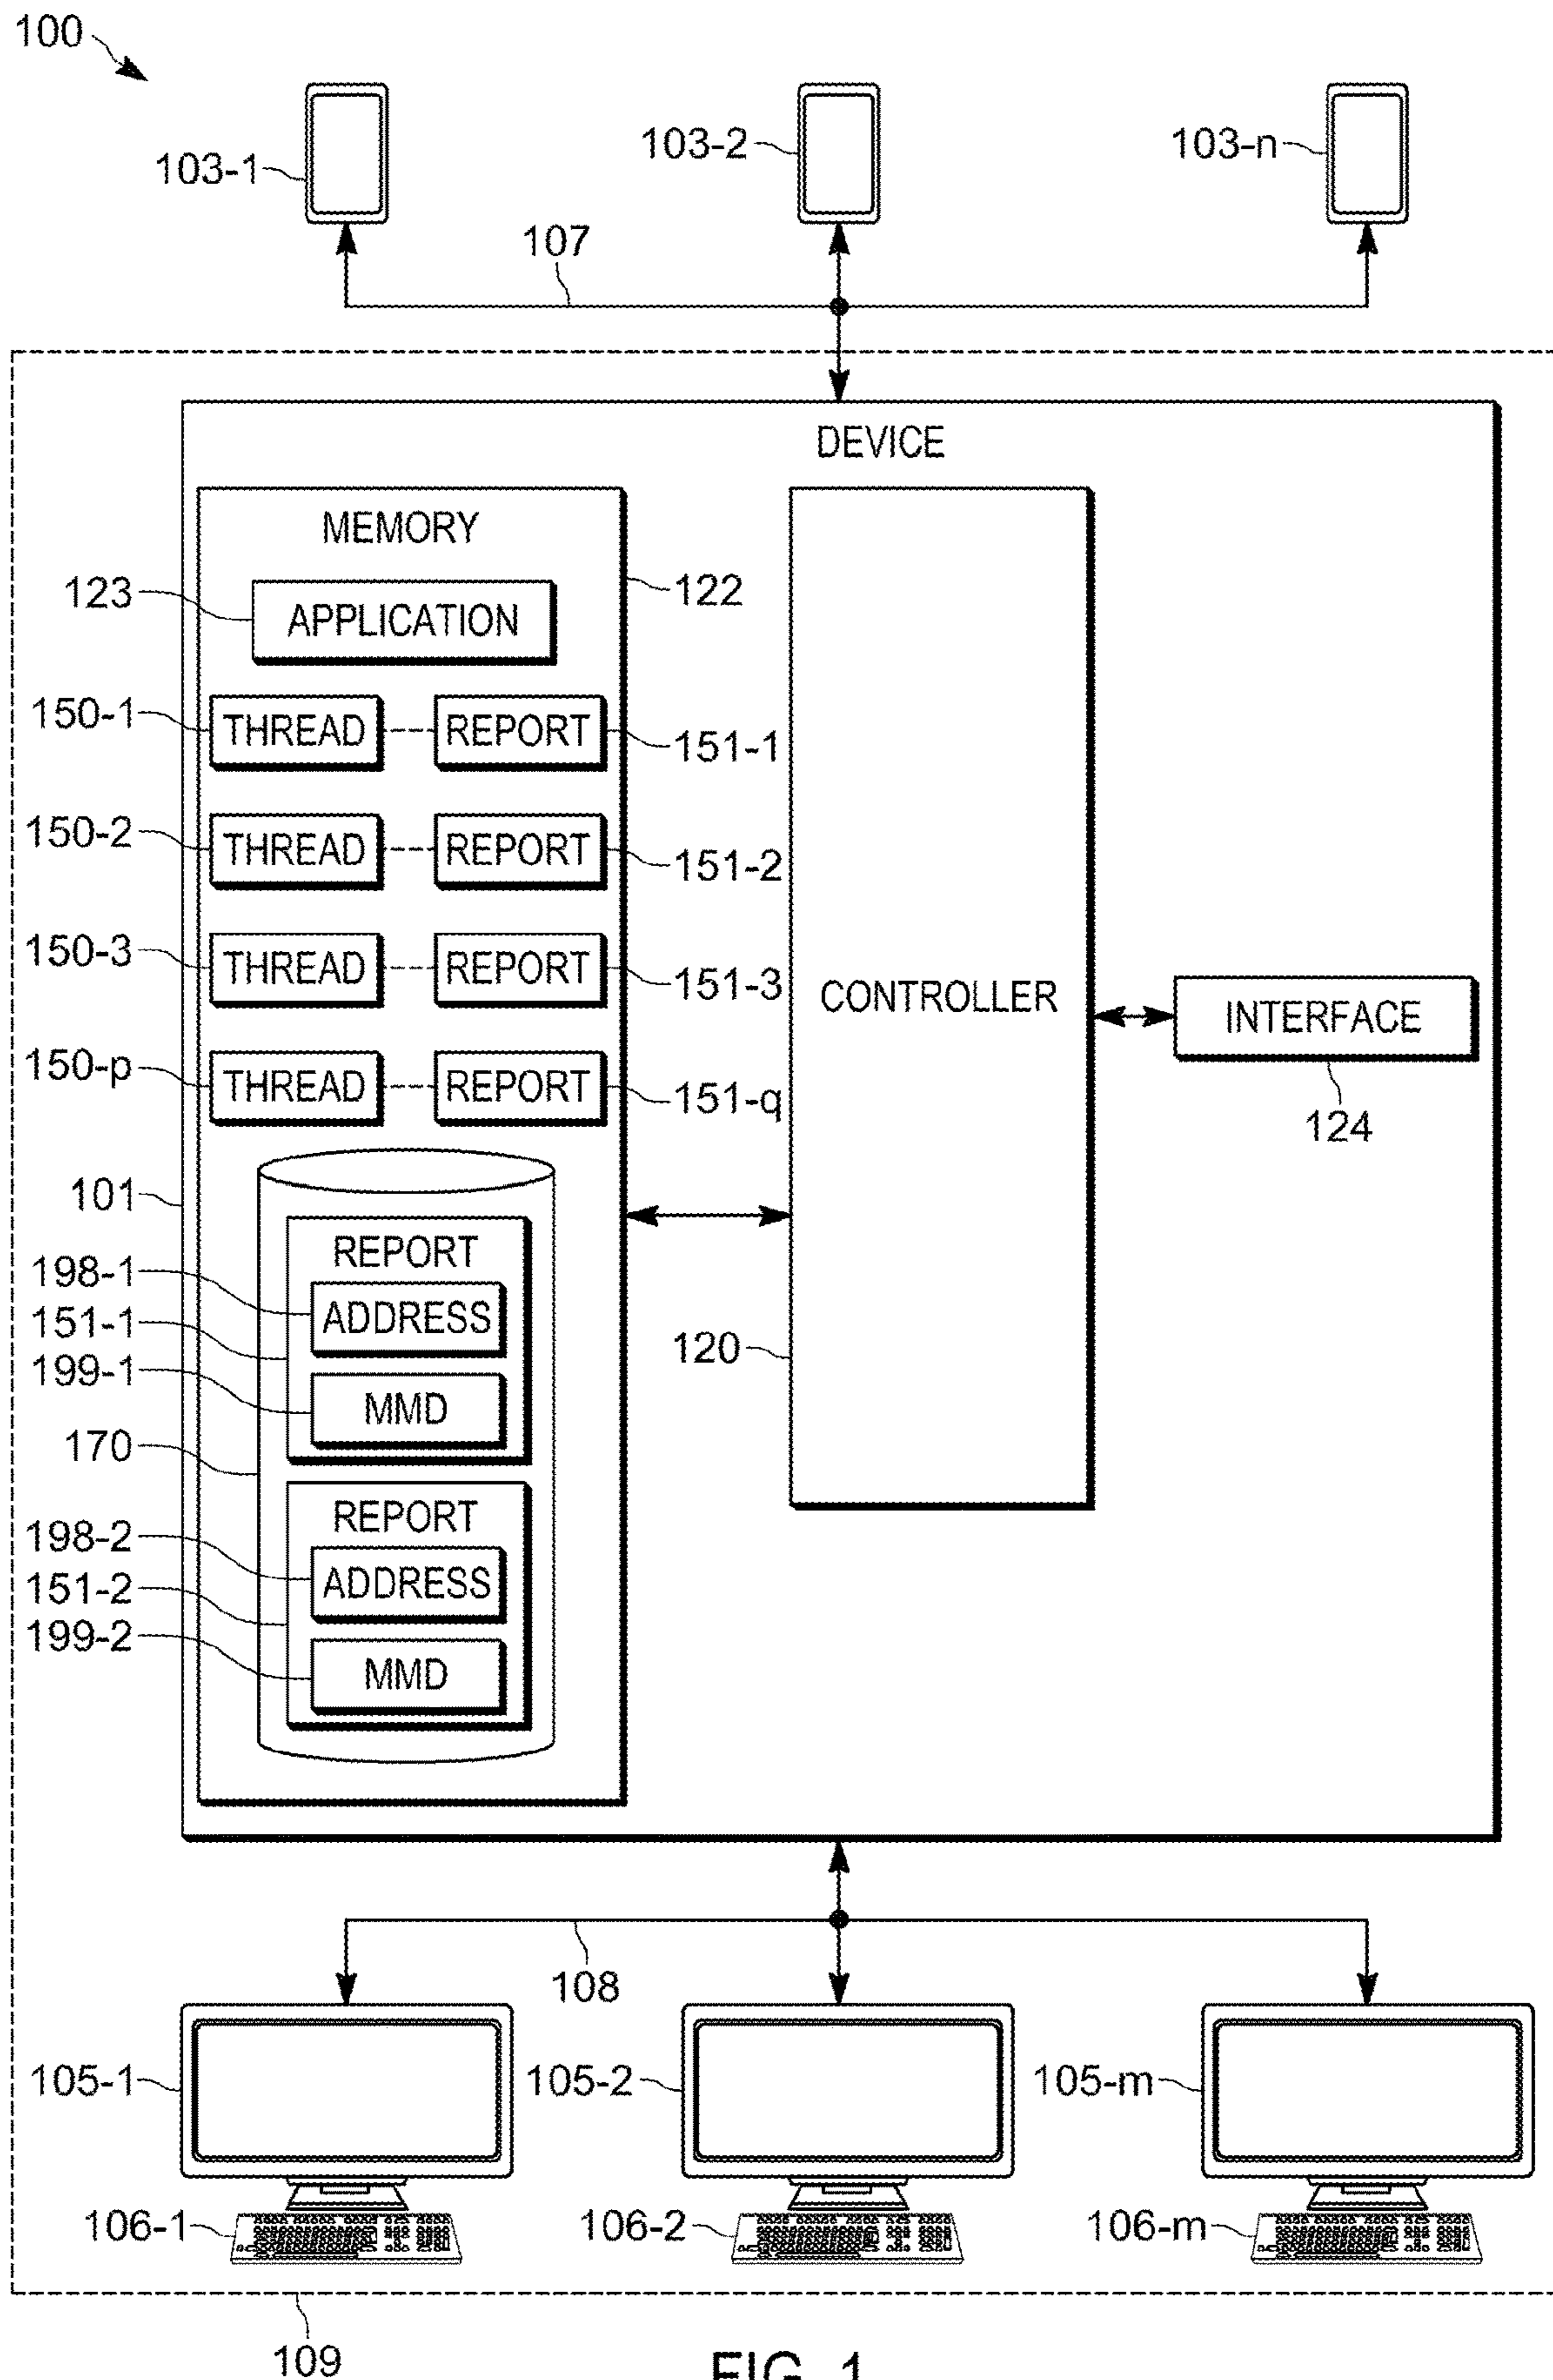 100
103-1
103-2
103-n
107
DEVICE
MEMORY
122
123
APPLICATION
150-1
THREAD
REPORT
151-1
150-2
THREAD
REPORT
151-2
150-3
THREAD
REPORT
151-3
CONTROLLER
INTERFACE
150-p
THREAD
REPORT
151-q
124
101
REPORT
198-1
ADDRESS
151-1
120
199-1
MMD
170
REPORT
198-2
ADDRESS
151-2
199-2
MMD
108
105-1
105-2
105-m
106-1
106-2
106-m
109
FIG. 1